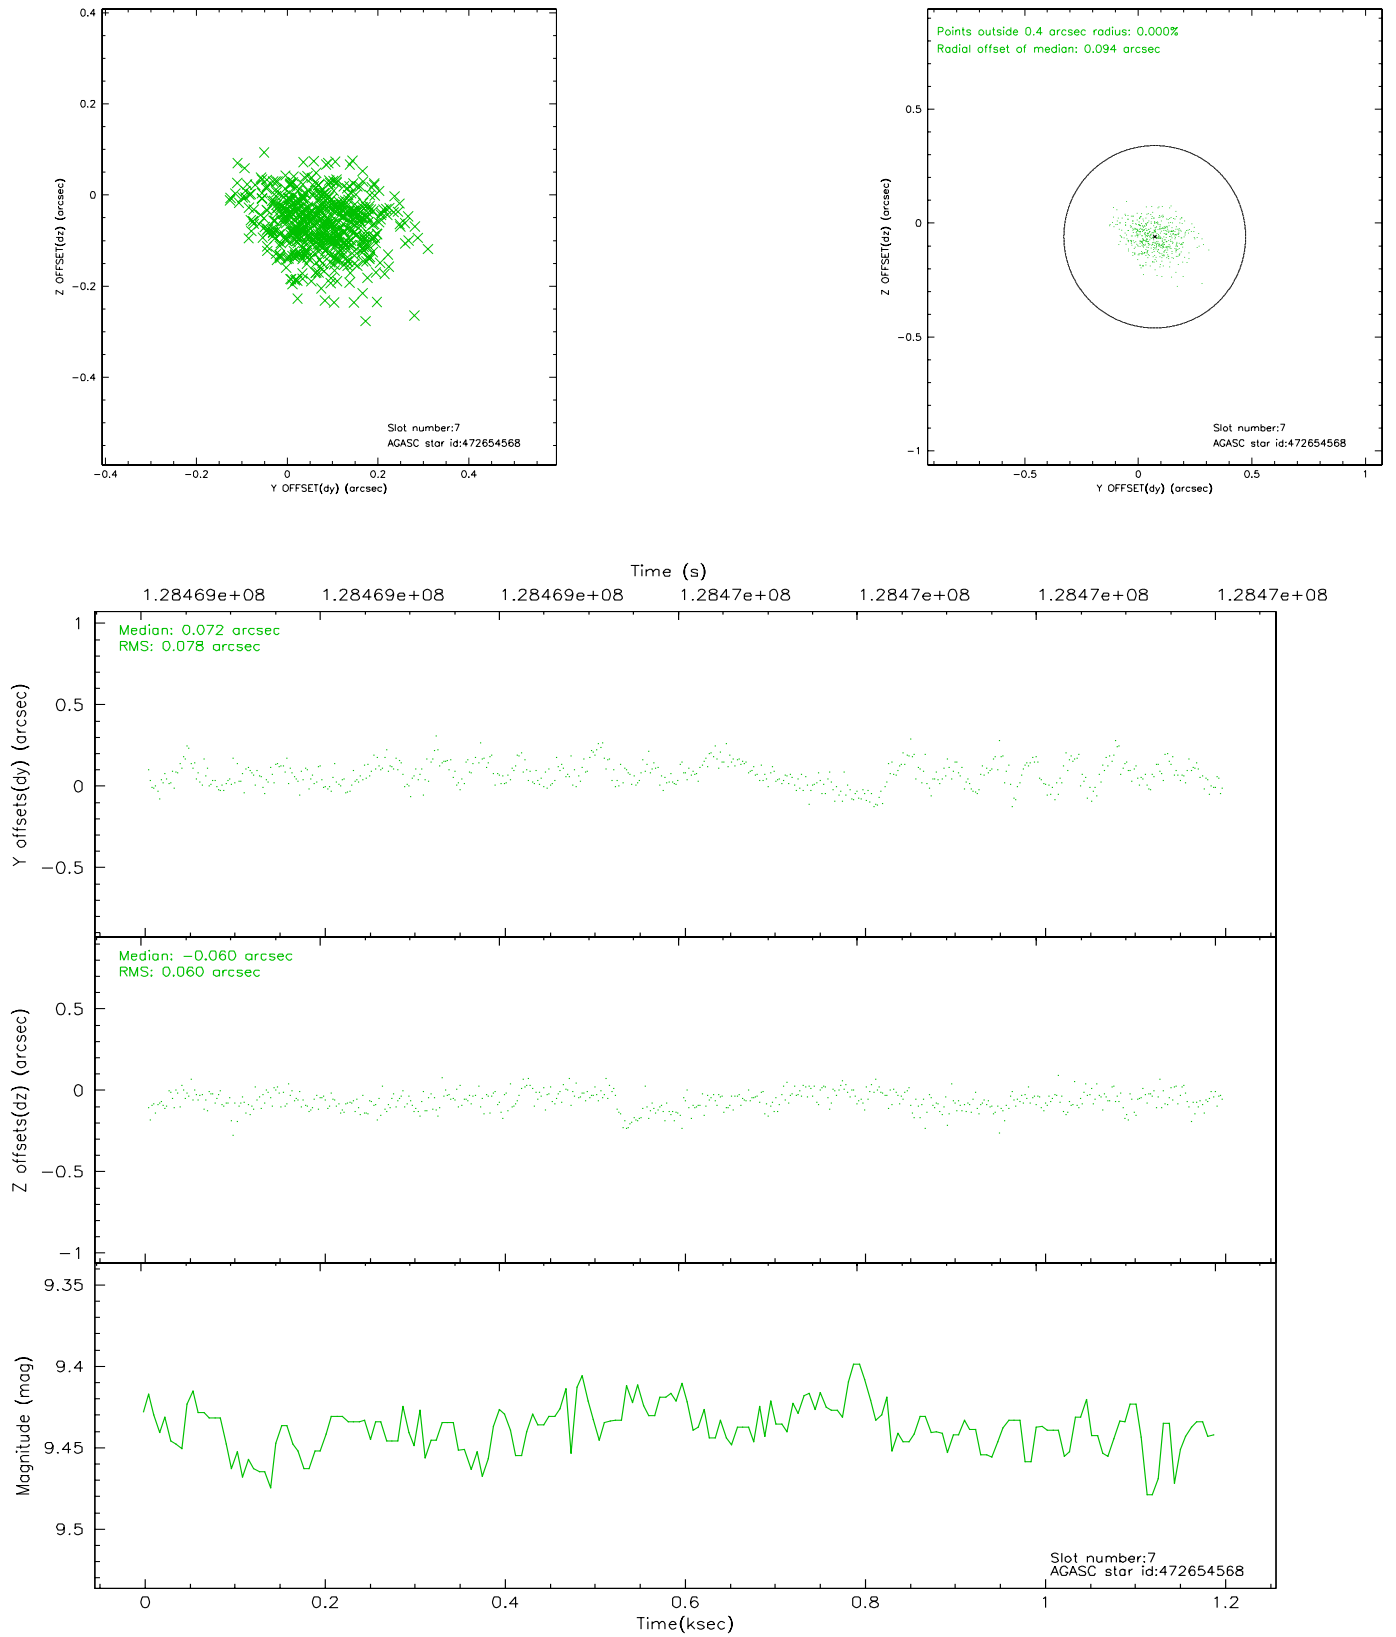 0.4
0.2
0
−0.2
−0.4
Z OFFSET(dz) (arcsec)
Slot number:7
AGASC star id:472654568
−0.4 −0.2 0 0.2 0.4
Y OFFSET(dy) (arcsec)
Points outside 0.4 arcsec radius: 0.000%
Radial offset of median: 0.094 arcsec
0.5
0
−0.5
−1
Z OFFSET(dz) (arcsec)
Slot number:7
AGASC star id:472654568
−0.5 0 0.5 1
Y OFFSET(dy) (arcsec)
Time (s)
1.28469e+08 1.28469e+08 1.28469e+08 1.2847e+08 1.2847e+08 1.2847e+08 1.2847e+08
Median: 0.072 arcsec
RMS: 0.078 arcsec
1
0.5
0
−0.5
Y offsets(dy) (arcsec)
Median: −0.060 arcsec
RMS: 0.060 arcsec
0.5
0
−0.5
−1
Z offsets(dz) (arcsec)
9.35
9.4
9.45
9.5
Magnitude (mag)
Slot number:7
AGASC star id:472654568
0 0.2 0.4 0.6 0.8 1 1.2
Time(ksec)